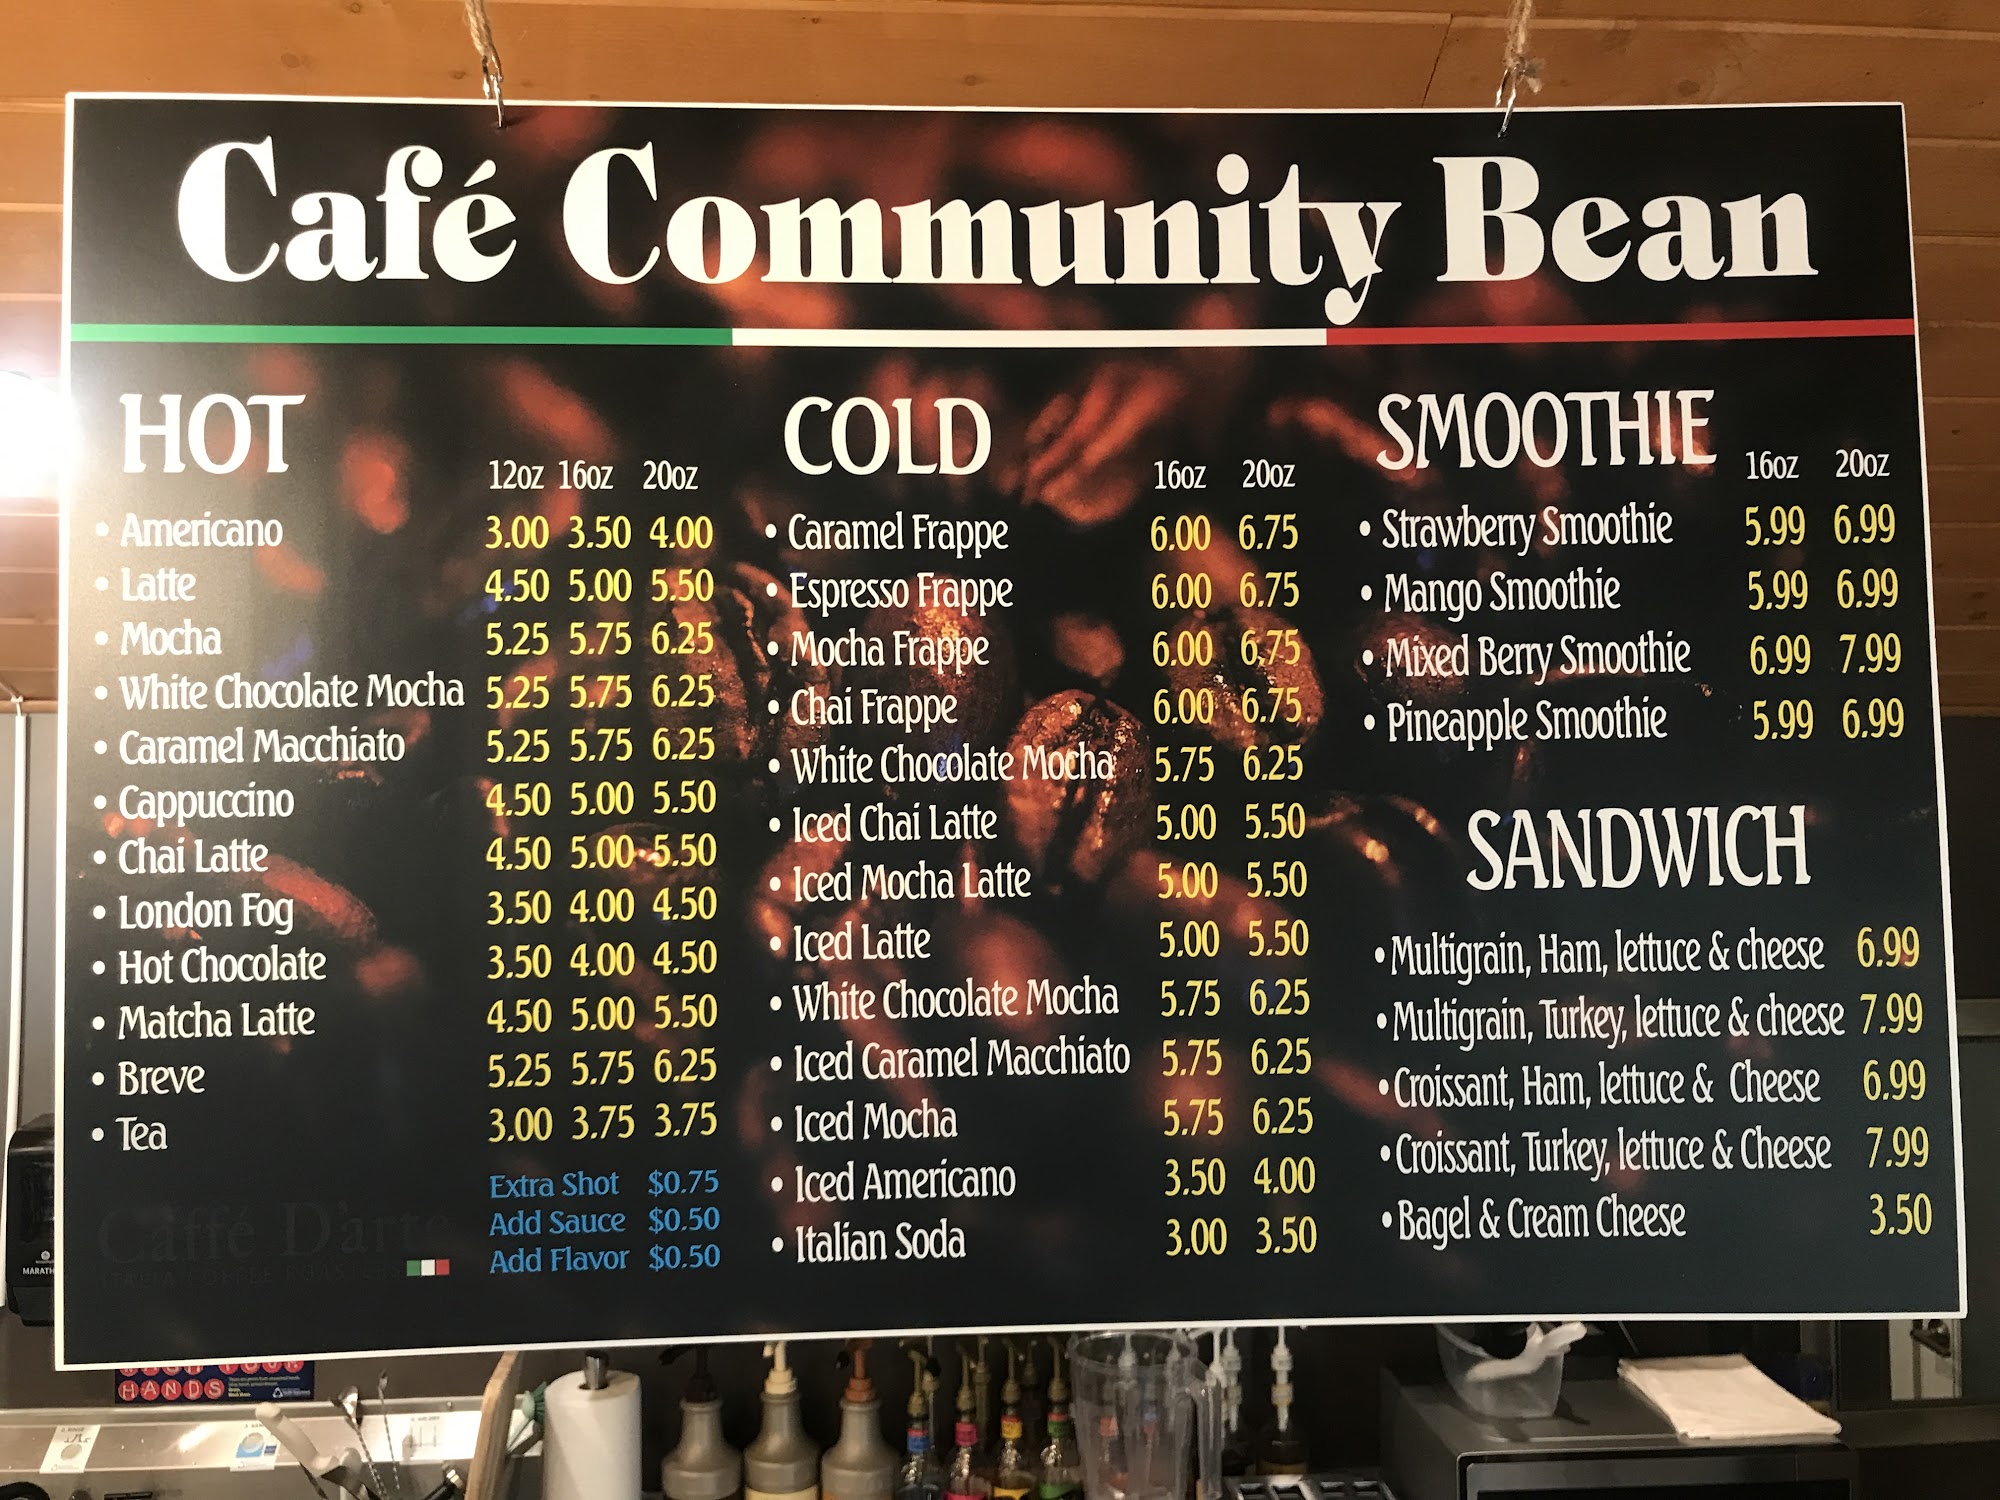 Café Community Bean
HOT
12oz 16oz 20oz
• Americano 3.00 3.50 4.00
• Latte 4.50 5.00 5.50
• Mocha 5.25 5.75 6.25
• White Chocolate Mocha 5.25 5.75 6.25
• Caramel Macchiato 5.25 5.75 6.25
• Cappuccino 4.50 5.00 5.50
• Chai Latte 4.50 5.00 5.50
• London Fog 3.50 4.00 4.50
• Hot Chocolate 3.50 4.00 4.50
• Matcha Latte 4.50 5.00 5.50
• Breve 5.25 5.75 6.25
• Tea 3.00 3.75 3.75
Extra Shot $0.75
Add Sauce $0.50
Add Flavor $0.50
Caffé D'arte
ITALIA COFFEE ROASTERS
COLD
16oz 20oz
• Caramel Frappe 6.00 6.75
• Espresso Frappe 6.00 6.75
• Mocha Frappe 6.00 6.75
• Chai Frappe 6.00 6.75
• White Chocolate Mocha 5.75 6.25
• Iced Chai Latte 5.00 5.50
• Iced Mocha Latte 5.00 5.50
• Iced Latte 5.00 5.50
• White Chocolate Mocha 5.75 6.25
• Iced Caramel Macchiato 5.75 6.25
• Iced Mocha 5.75 6.25
• Iced Americano 3.50 4.00
• Italian Soda 3.00 3.50
SMOOTHIE
16oz 20oz
• Strawberry Smoothie 5.99 6.99
• Mango Smoothie 5.99 6.99
• Mixed Berry Smoothie 6.99 7.99
• Pineapple Smoothie 5.99 6.99
SANDWICH
• Multigrain, Ham, lettuce & cheese 6.99
• Multigrain, Turkey, lettuce & cheese 7.99
• Croissant, Ham, lettuce & Cheese 6.99
• Croissant, Turkey, lettuce & Cheese 7.99
• Bagel & Cream Cheese 3.50
MARATH
WASH YOUR
HANDS